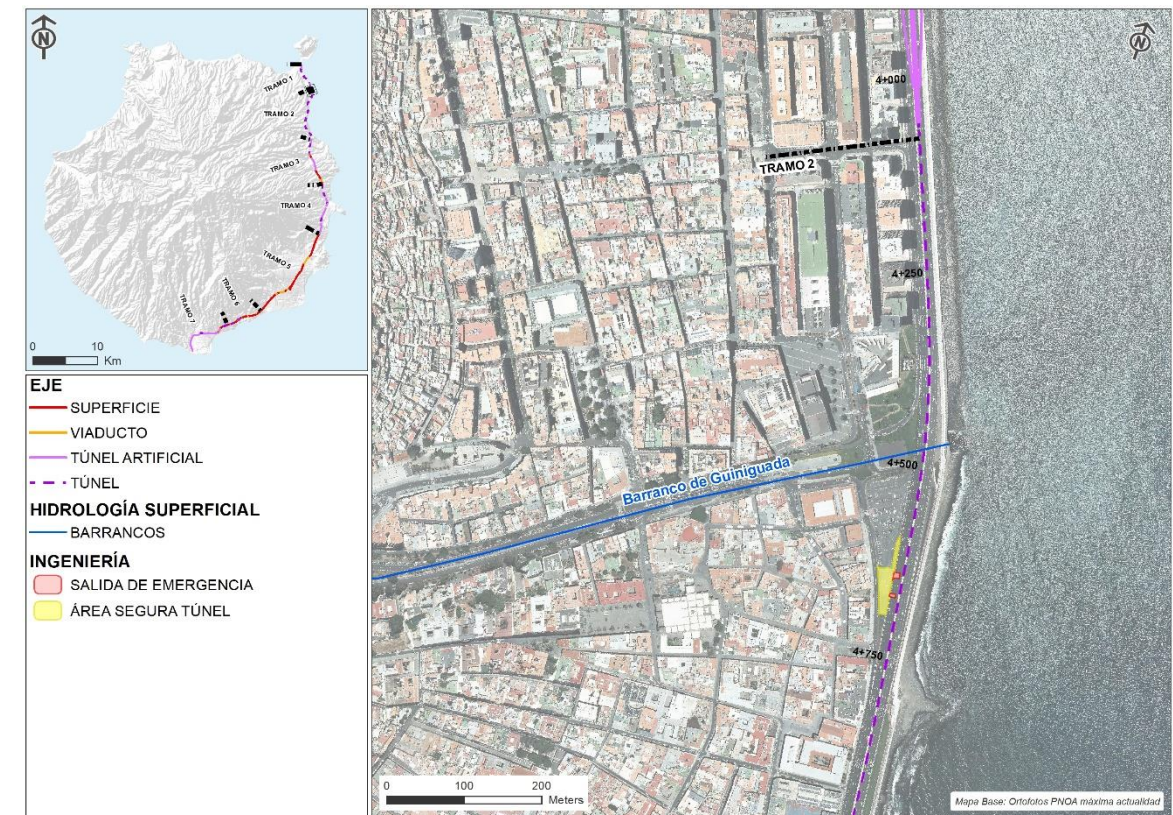 N
TRAMO 1
TRAMO 2
TRAMO 3
TRAMO 4
TRAMO 5
TRAMO 6
TRAMO 7
0 10
Km
EJE
SUPERFICIE
VIADUCTO
TÚNEL ARTIFICIAL
TÚNEL
HIDROLOGÍA SUPERFICIAL
BARRANCOS
INGENIERÍA
SALIDA DE EMERGENCIA
ÁREA SEGURA TÚNEL
N
4+000
TRAMO 2
4+250
Barranco de Guiniguada
4+500
4+750
0 100 200
Meters
Mapa Base: Ortofotos PNOA máxima actualidad